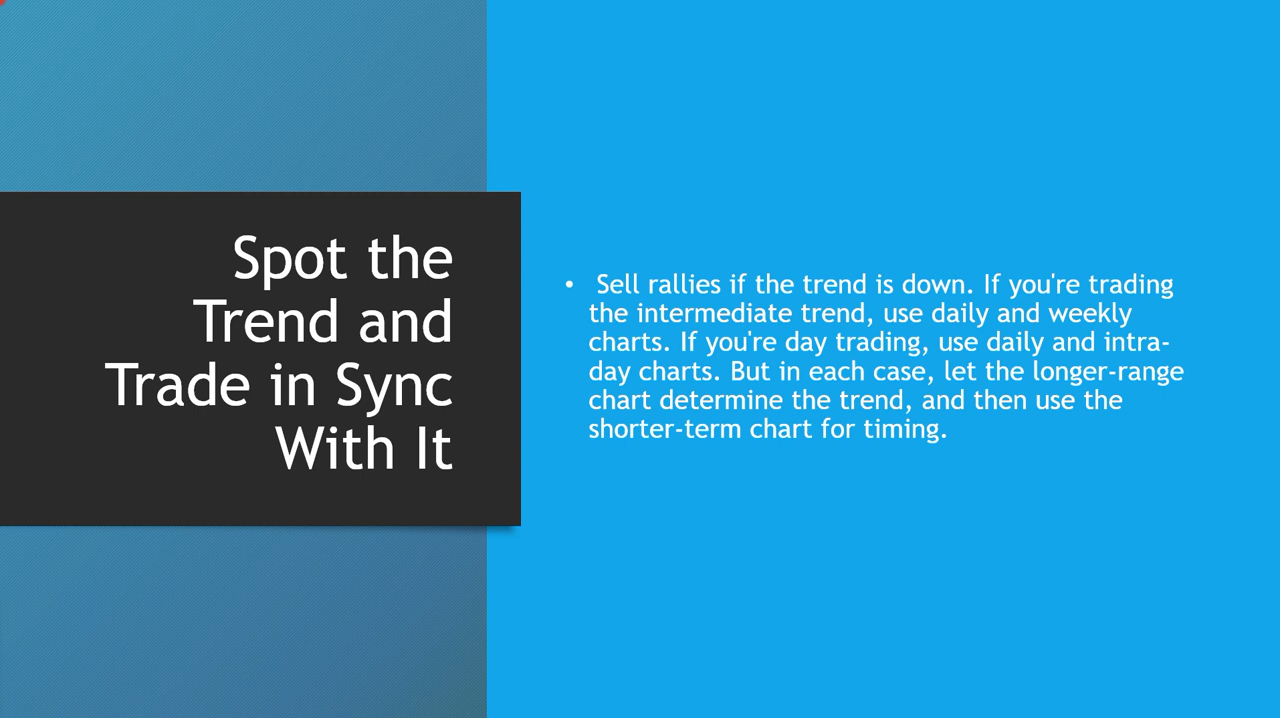 Spot the
Trend and
Trade in Sync
With It
• Sell rallies if the trend is down. If you're trading
the intermediate trend, use daily and weekly
charts. If you're day trading, use daily and intra-
day charts. But in each case, let the longer-range
chart determine the trend, and then use the
shorter-term chart for timing.